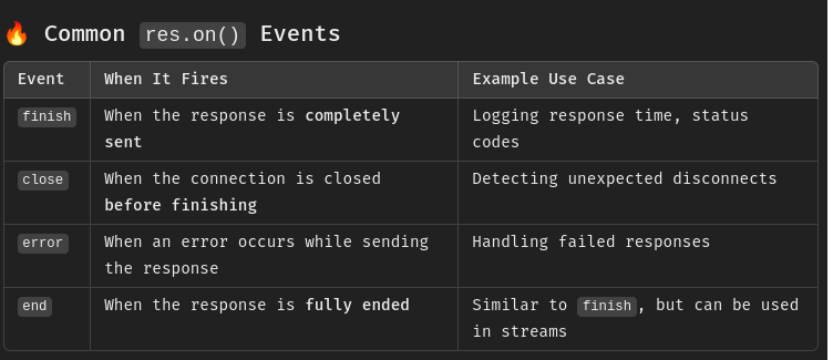 🔥 Common res.on() Events
Event When It Fires Example Use Case
finish When the response is completely sent Logging response time, status codes
close When the connection is closed before finishing Detecting unexpected disconnects
error When an error occurs while sending the response Handling failed responses
end When the response is fully ended Similar to finish, but can be used in streams